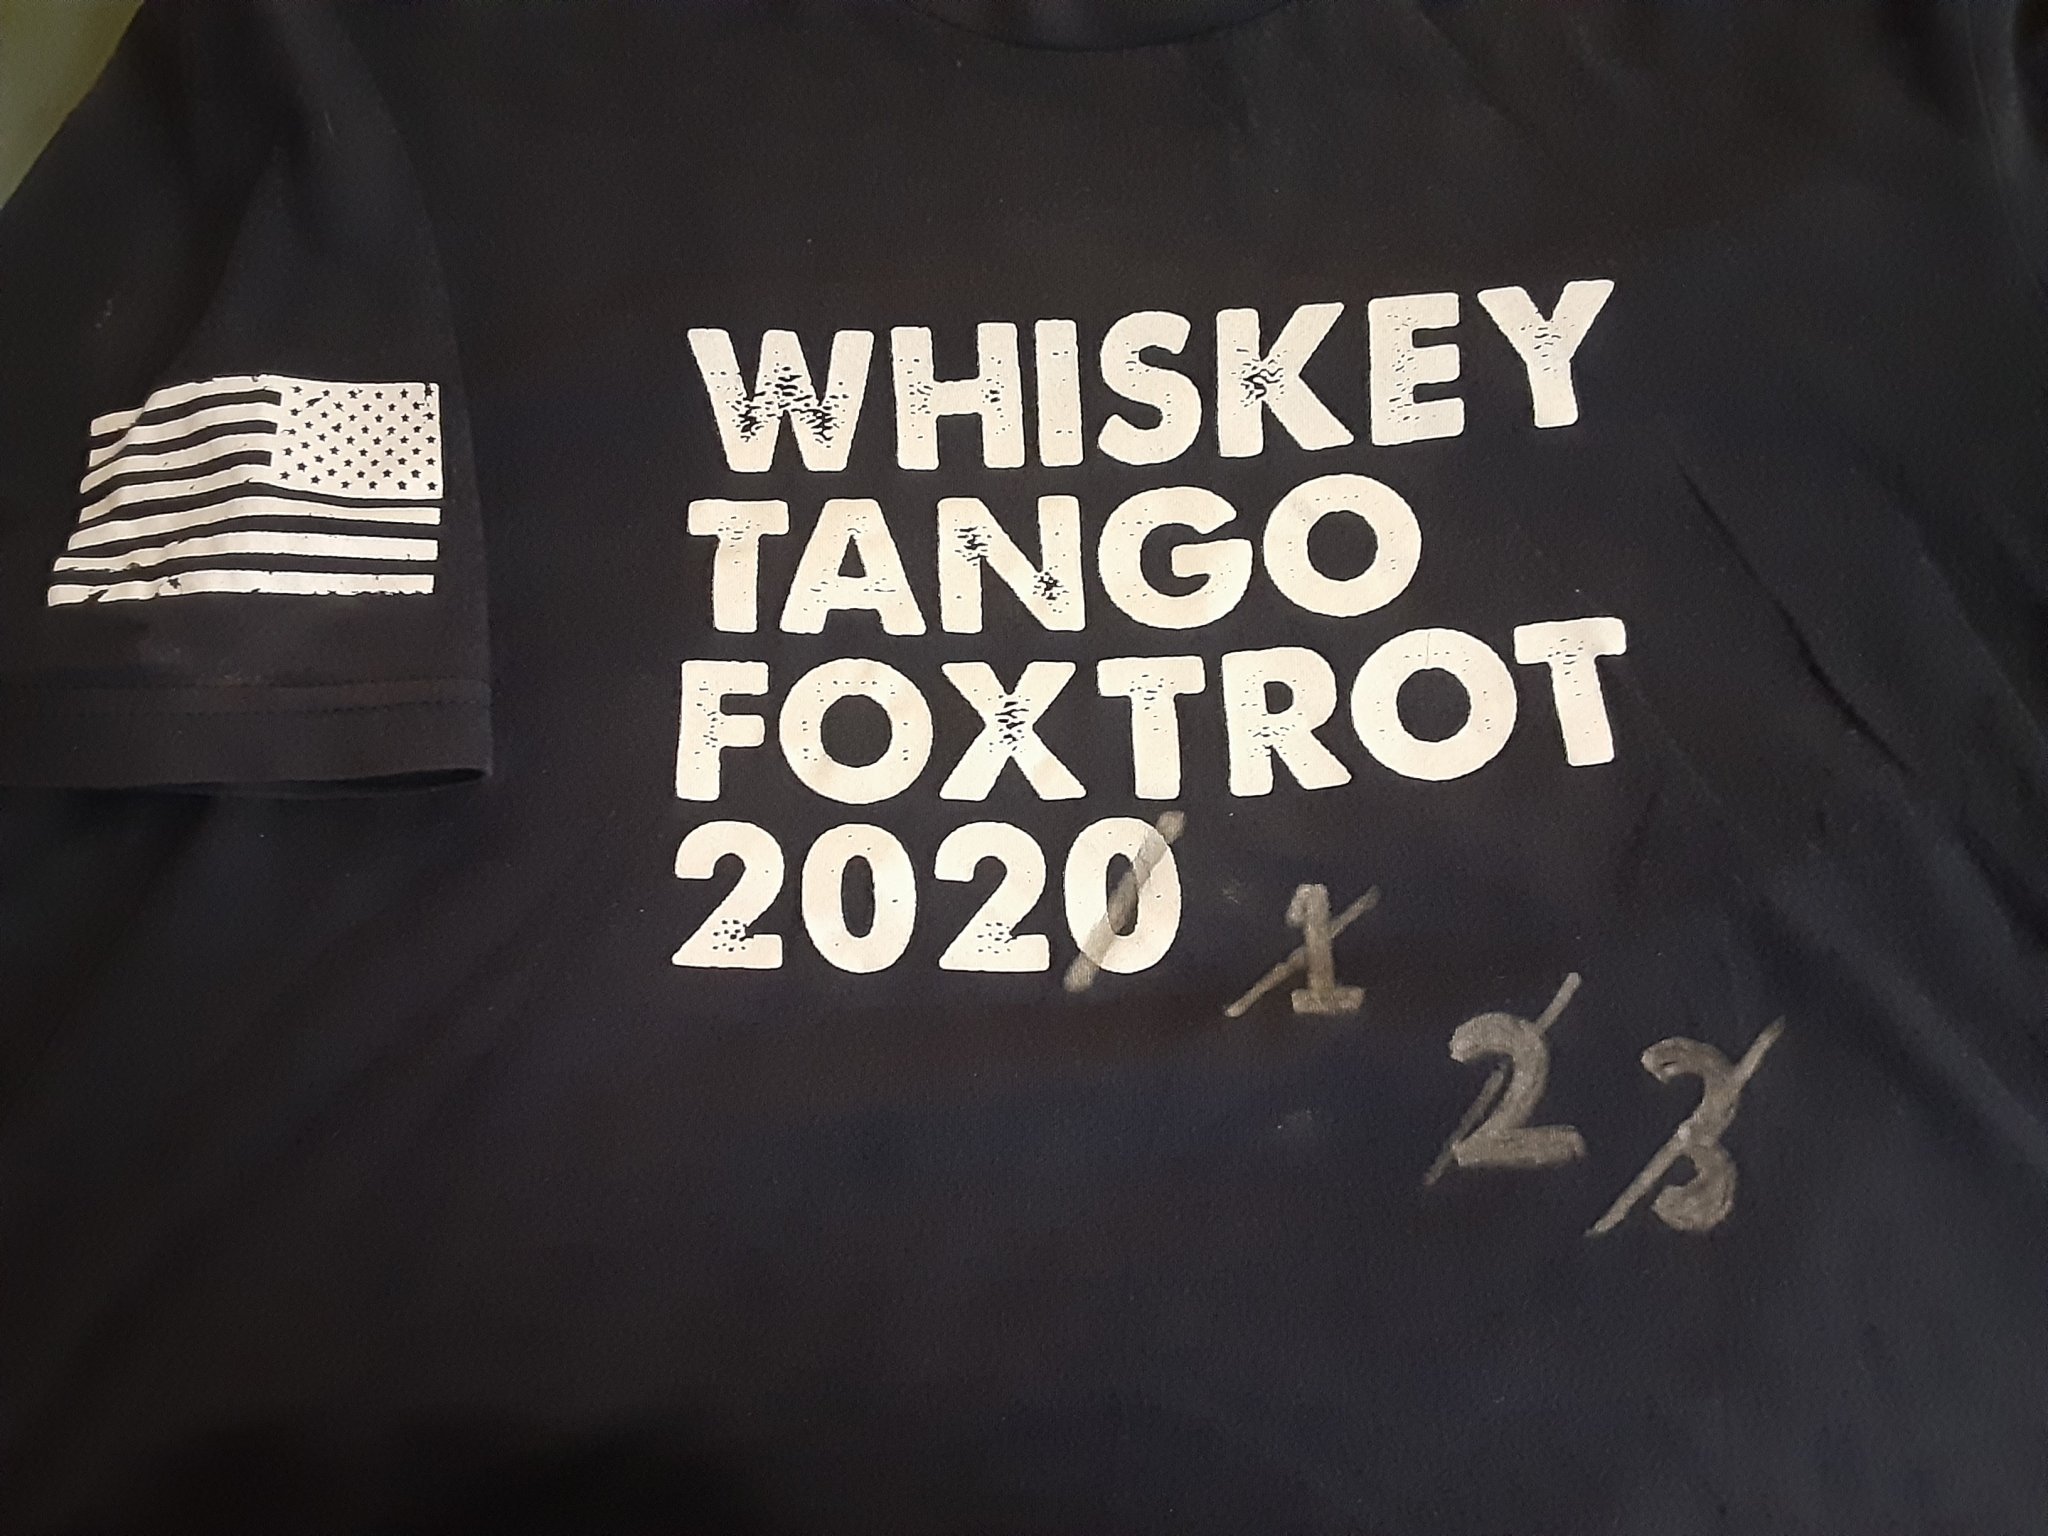 WHISKEY
TANGO
FOXTROT
2020 1
2 3